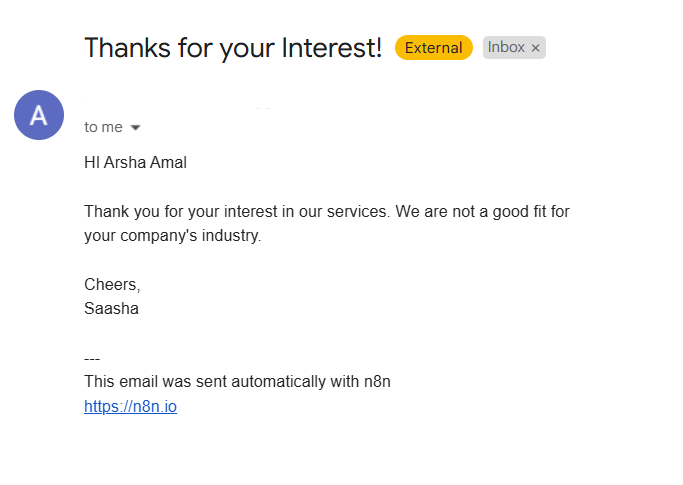 Thanks for your Interest! External Inbox ×
A
to me
HI Arsha Amal
Thank you for your interest in our services. We are not a good fit for
your company's industry.
Cheers,
Saasha
---
This email was sent automatically with n8n
https://n8n.io